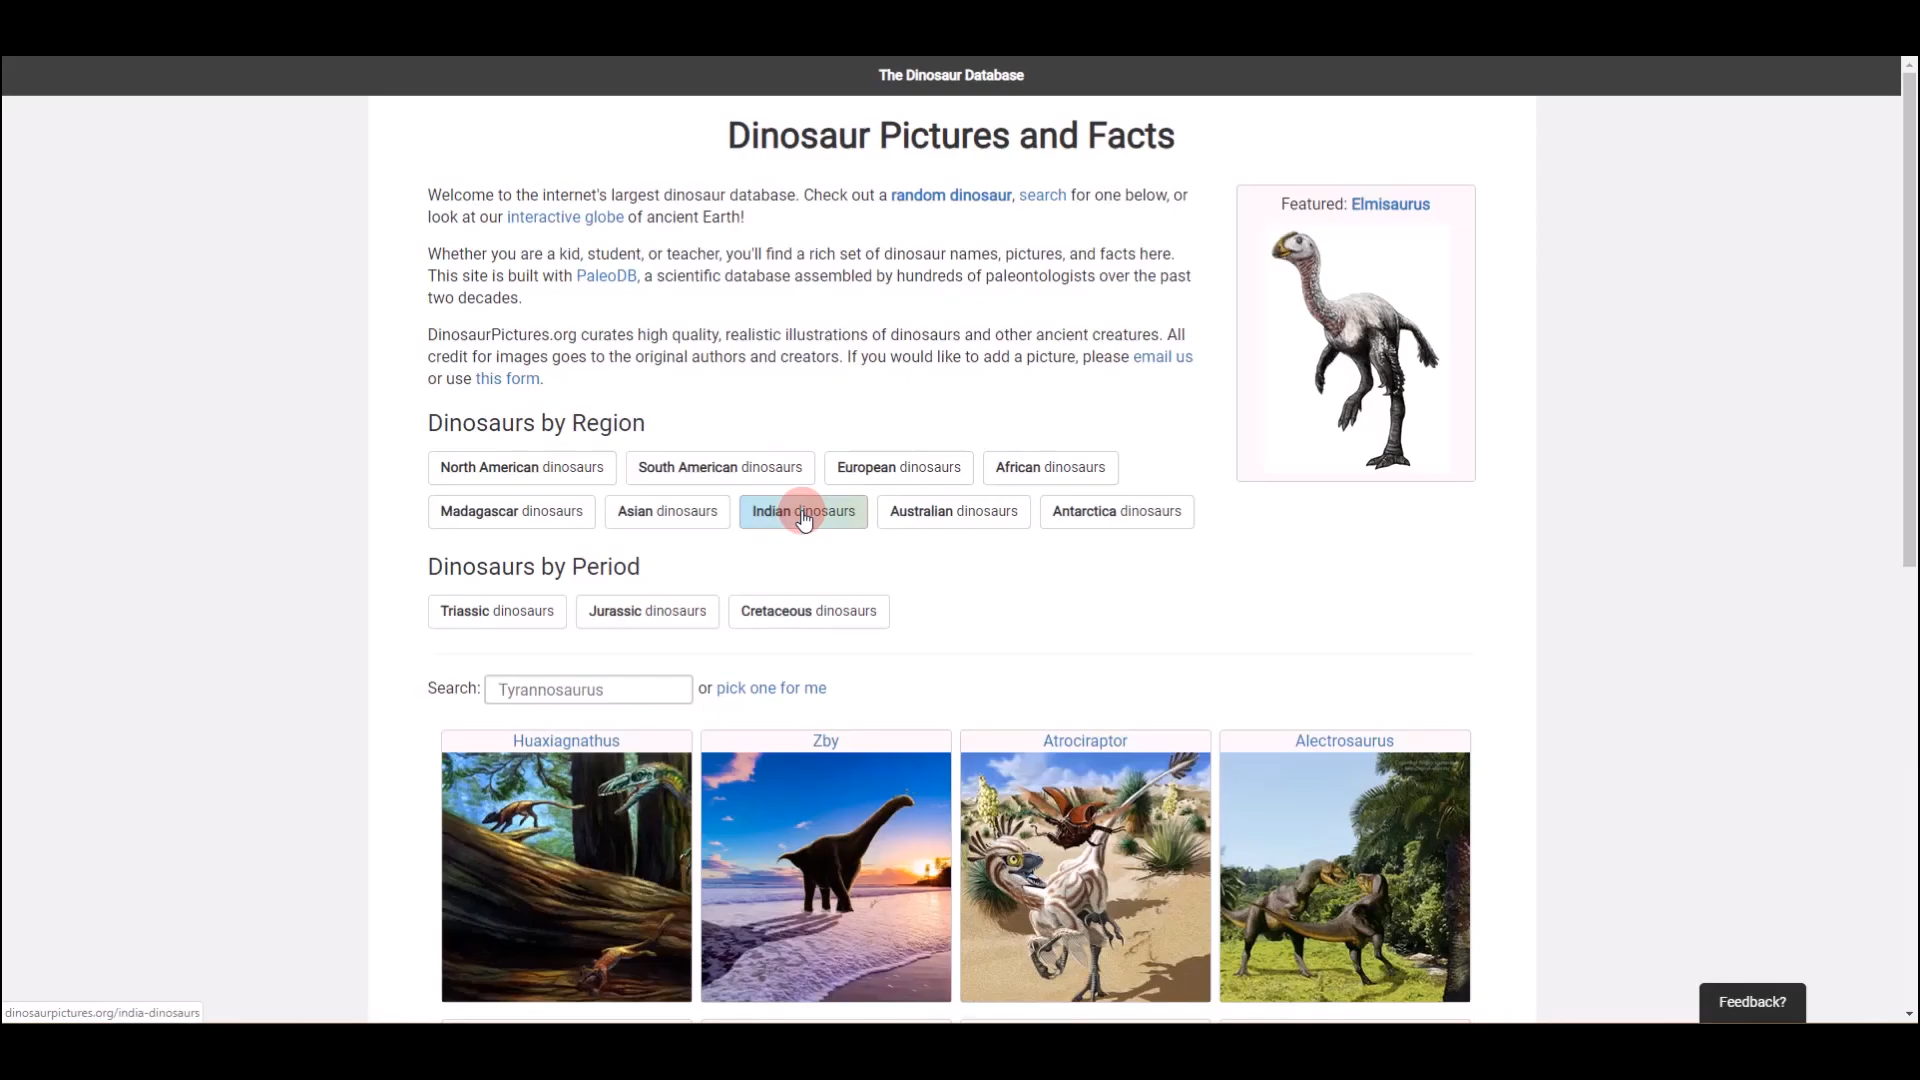 The Dinosaur Database
Dinosaur Pictures and Facts
Welcome to the internet's largest dinosaur database. Check out a random dinosaur, search for one below, or
look at our interactive globe of ancient Earth!
Whether you are a kid, student, or teacher, you'll find a rich set of dinosaur names, pictures, and facts here.
This site is built with PaleoDB, a scientific database assembled by hundreds of paleontologists over the past
two decades.
DinosaurPictures.org curates high quality, realistic illustrations of dinosaurs and other ancient creatures. All
credit for images goes to the original authors and creators. If you would like to add a picture, please email us
or use this form.
Featured: Elmisaurus
Dinosaurs by Region
North American dinosaurs
South American dinosaurs
European dinosaurs
African dinosaurs
Madagascar dinosaurs
Asian dinosaurs
Indian dinosaurs
Australian dinosaurs
Antarctica dinosaurs
Dinosaurs by Period
Triassic dinosaurs
Jurassic dinosaurs
Cretaceous dinosaurs
Search: Tyrannosaurus or pick one for me
Huaxiagnathus
Zby
Atrociraptor
Alectrosaurus
Feedback?
dinosaurpictures.org/india-dinosaurs